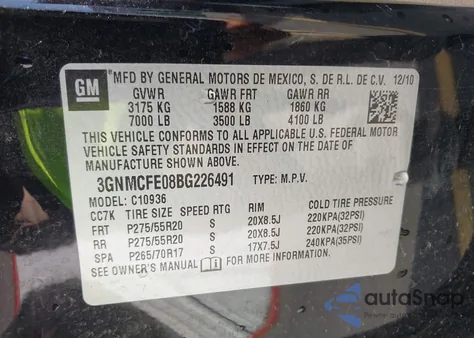 GM
MFD BY GENERAL MOTORS DE MEXICO, S. DE R.L. DE C.V. 12/10
GVWR GAWR FRT GAWR RR
3175 KG 1588 KG 1860 KG
7000 LB 3500 LB 4100 LB
THIS VEHICLE CONFORMS TO ALL APPLICABLE U.S. FEDERAL MOTOR
VEHICLE SAFETY STANDARDS IN EFFECT ON THE DATE OF
MANUFACTURE SHOWN ABOVE.
3GNMCFE08BG226491 TYPE: M.P.V.
MODEL: C10936
CC7K TIRE SIZE SPEED RTG RIM COLD TIRE PRESSURE
FRT P275/55R20 S 20X8.5J 220KPA(32PSI)
RR P275/55R20 S 20X8.5J 220KPA(32PSI)
SPA P265/70R17 S 17X7.5J 240KPA(35PSI)
SEE OWNER'S MANUAL FOR MORE INFORMATION
autoSnap